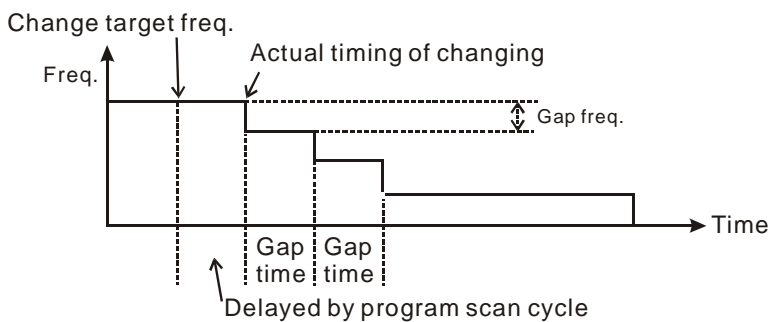 Change target freq.
Actual timing of changing
Freq.
Gap freq.
Time
Gap
time
Gap
time
Delayed by program scan cycle